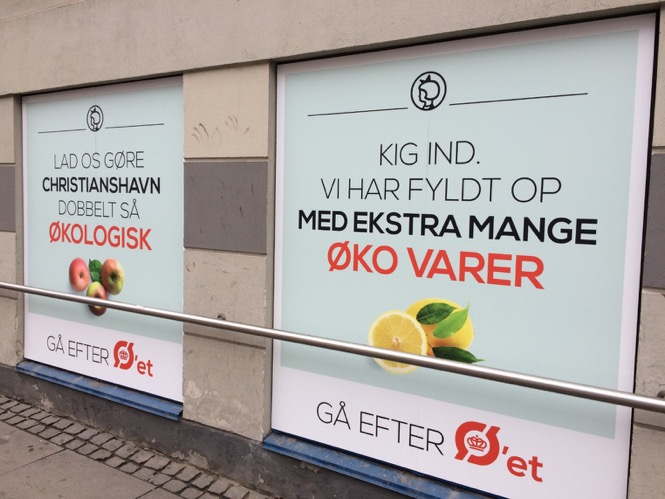 LAD OS GØRE
CHRISTIANSHAVN
DOBBELT SÅ
ØKOLOGISK
GÅ EFTER Ø'et
KIG IND.
VI HAR FYLDT OP
MED EKSTRA MANGE
ØKO VARER
GÅ EFTER Ø'et